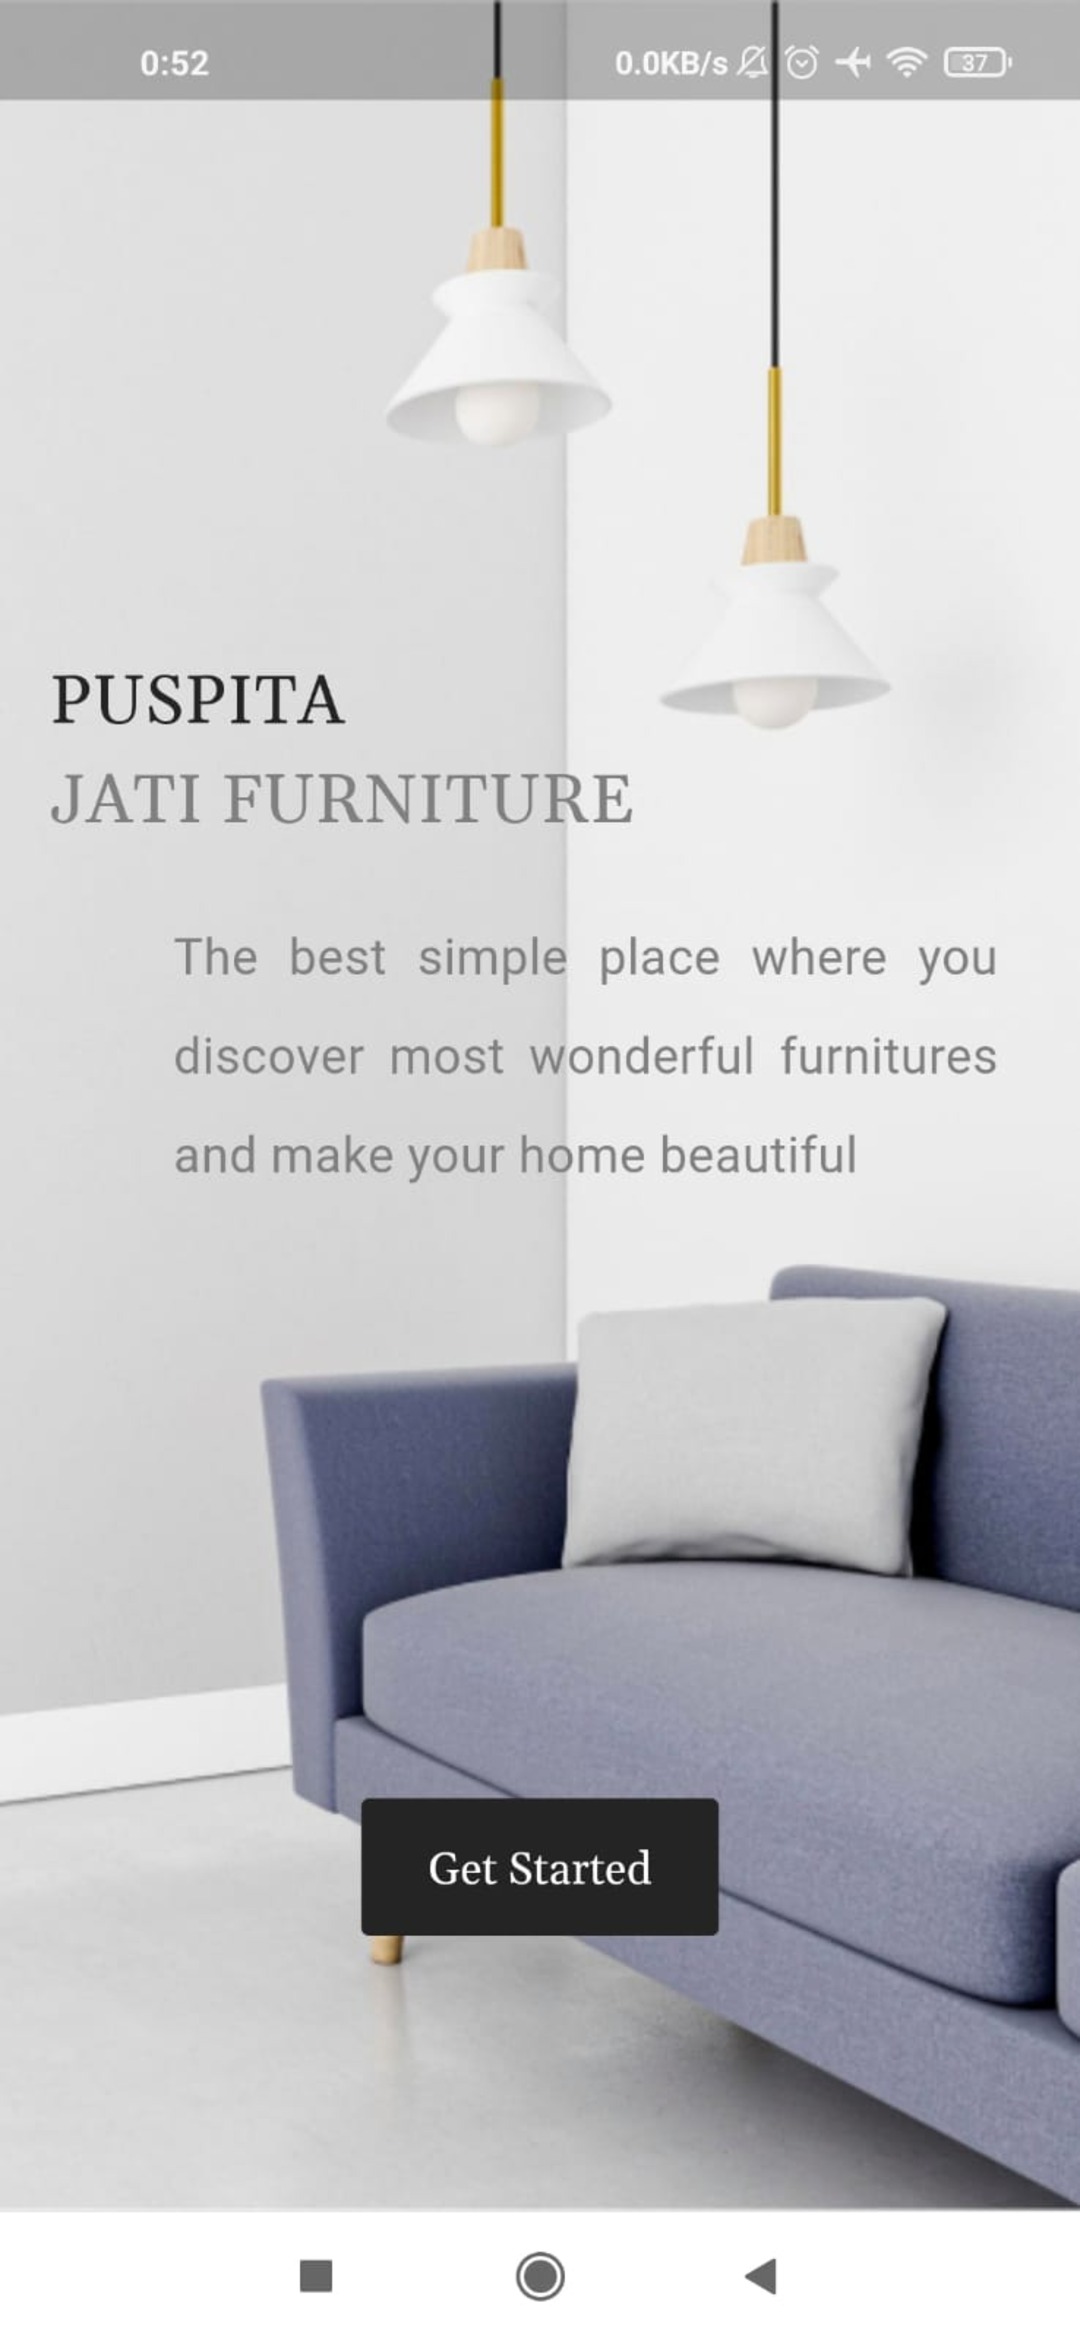 0:52 0.0KB/s 37
PUSPITA
JATI FURNITURE
The best simple place where you
discover most wonderful furnitures
and make your home beautiful
Get Started